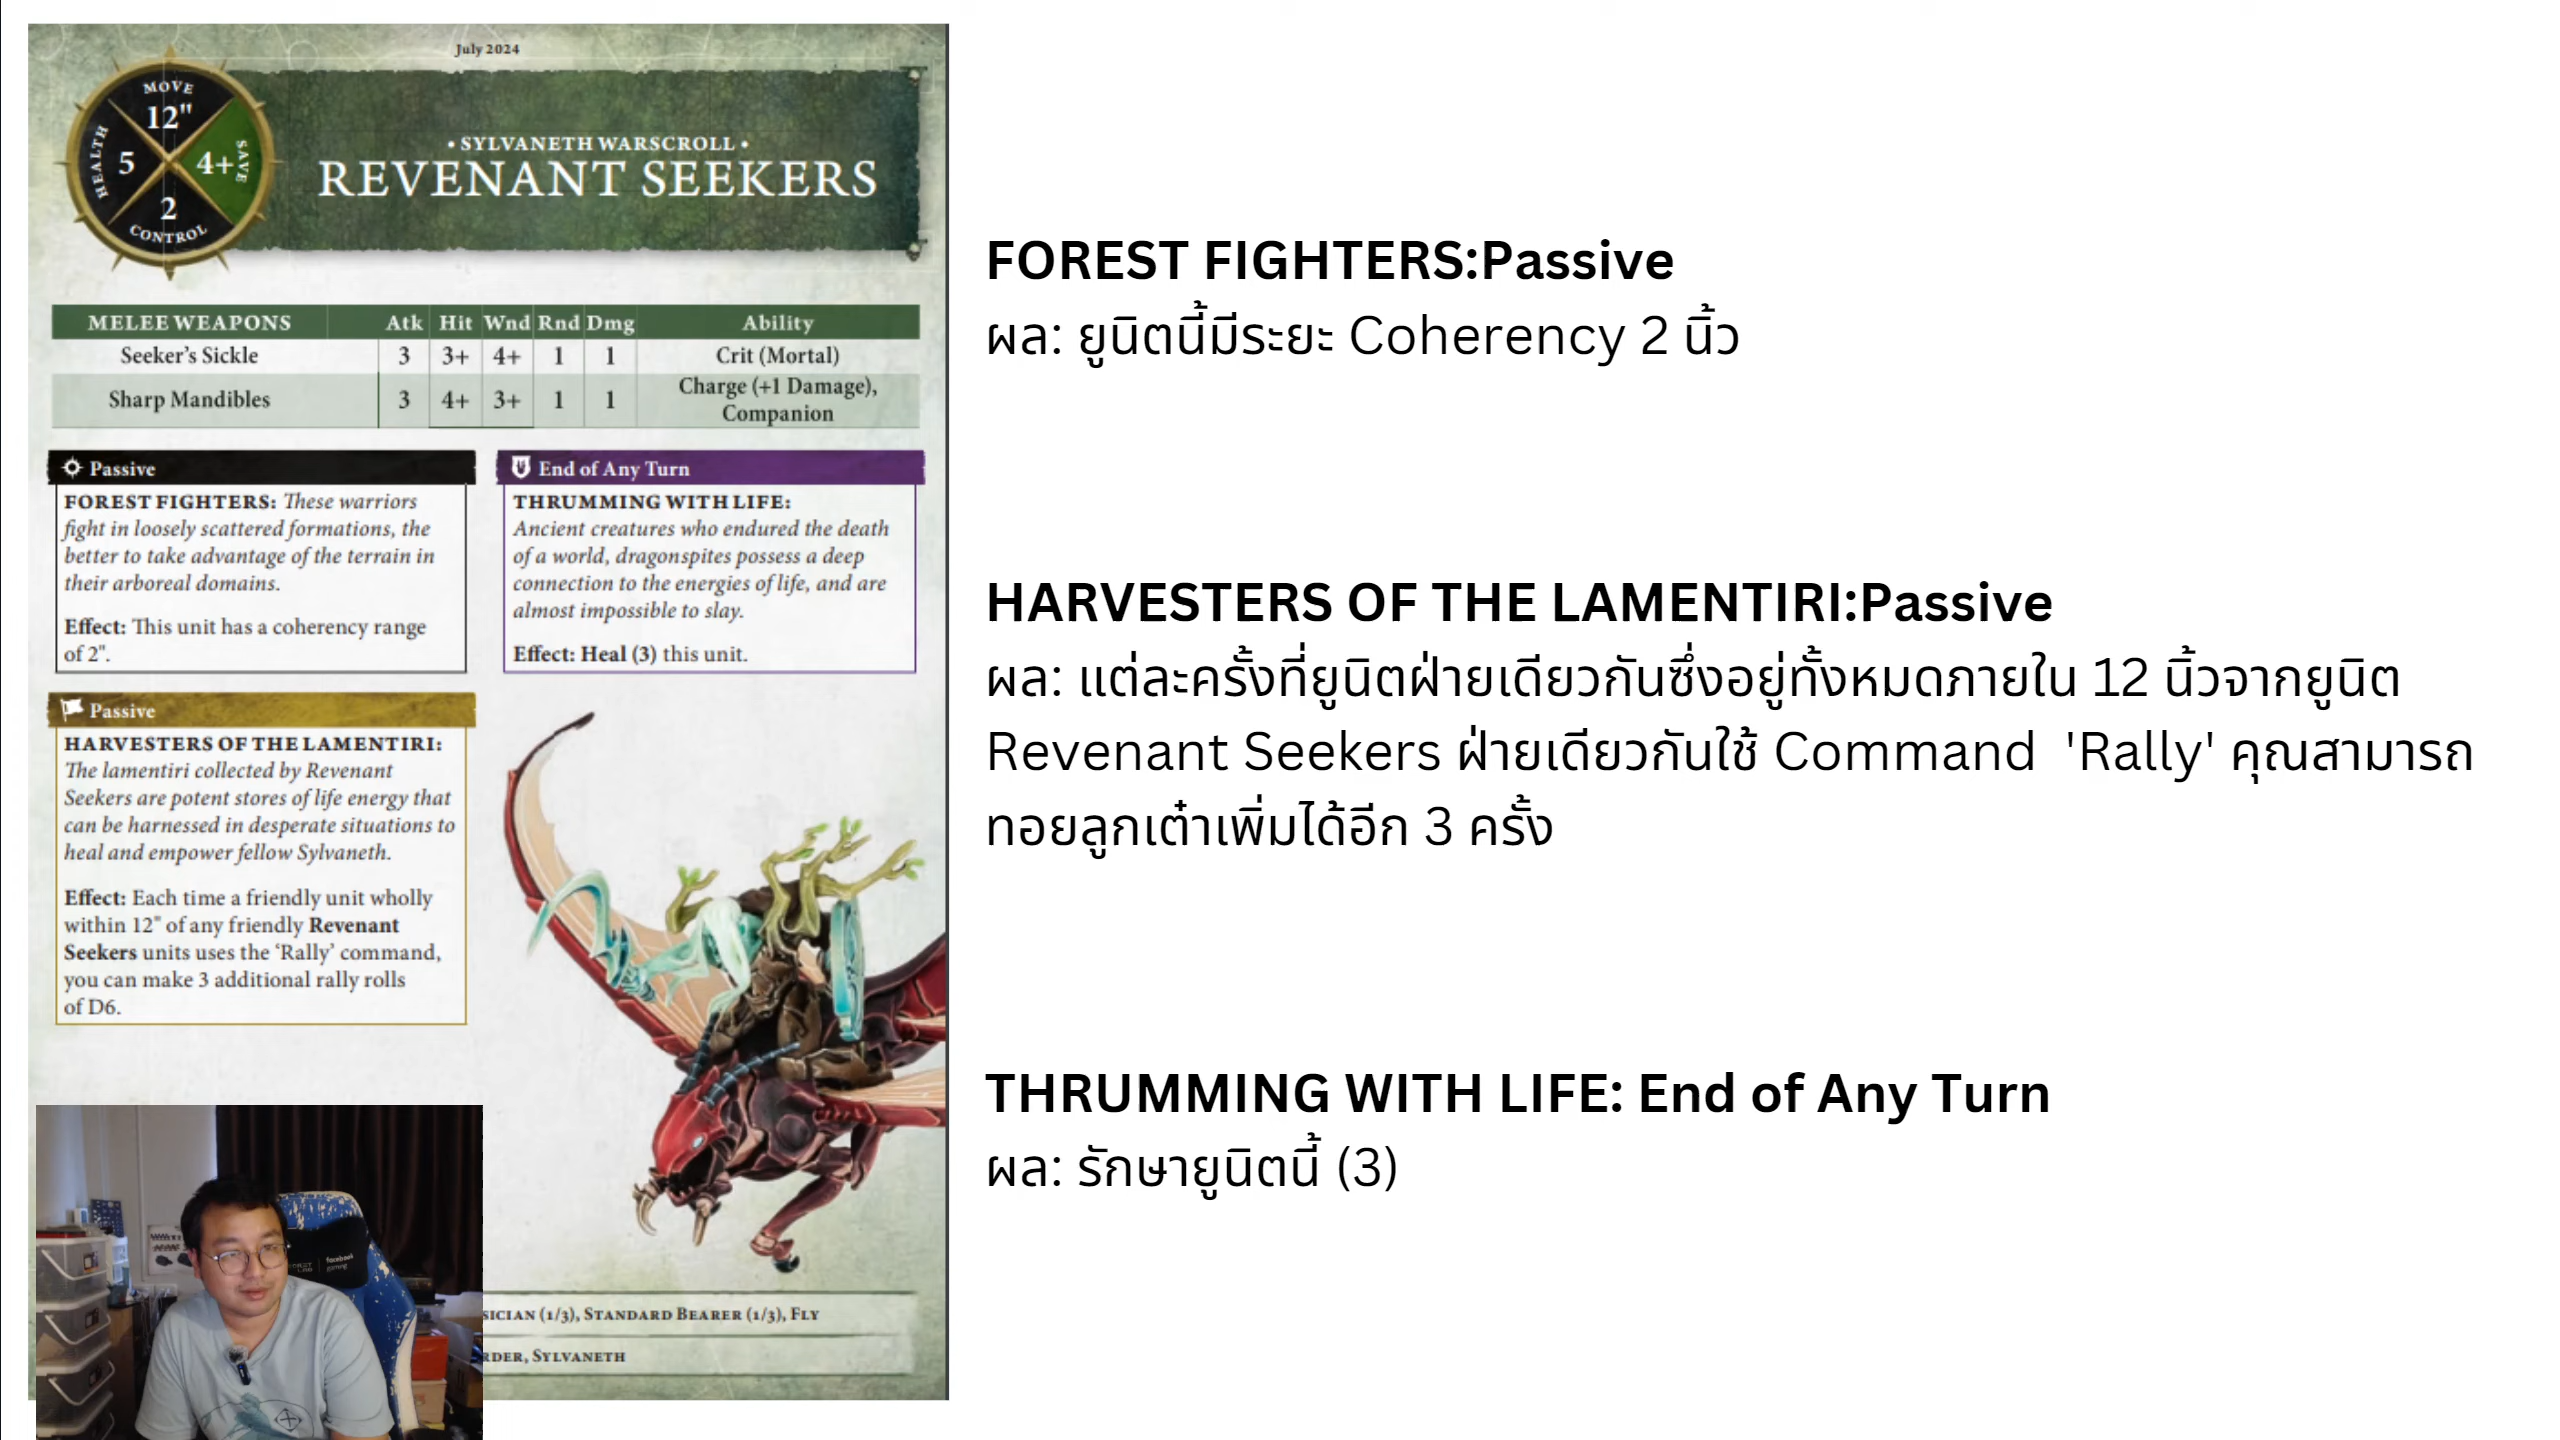 July 2024
MOVE
12"
HEALTH
5
4+
SAVE
2
CONTROL
• SYLVANETH WARSCROLL •
REVENANT SEEKERS
MELEE WEAPONS Atk Hit Wnd Rnd Dmg Ability
Seeker's Sickle 3 3+ 4+ 1 1 Crit (Mortal)
Sharp Mandibles 3 4+ 3+ 1 1 Charge (+1 Damage),
Companion
Passive
FOREST FIGHTERS: These warriors
fight in loosely scattered formations, the
better to take advantage of the terrain in
their arboreal domains.
Effect: This unit has a coherency range
of 2".
End of Any Turn
THRUMMING WITH LIFE:
Ancient creatures who endured the death
of a world, dragonspites possess a deep
connection to the energies of life, and are
almost impossible to slay.
Effect: Heal (3) this unit.
Passive
HARVESTERS OF THE LAMENTIRI:
The lamentiri collected by Revenant
Seekers are potent stores of life energy that
can be harnessed in desperate situations to
heal and empower fellow Sylvaneth.
Effect: Each time a friendly unit wholly
within 12" of any friendly Revenant
Seekers units uses the 'Rally' command,
you can make 3 additional rally rolls
of D6.
SICIAN (1/3), STANDARD BEARER (1/3), FLY
RDER, SYLVANETH
facebook
gaming
FOREST FIGHTERS:Passive
ผล: ยูนิตนี้มีระยะ Coherency 2 นิ้ว
HARVESTERS OF THE LAMENTIRI:Passive
ผล: แต่ละครั้งที่ยูนิตฝ่ายเดียวกันซึ่งอยู่ทั้งหมดภายใน 12 นิ้วจากยูนิต
Revenant Seekers ฝ่ายเดียวกันใช้ Command 'Rally' คุณสามารถ
ทอยลูกเต๋าเพิ่มได้อีก 3 ครั้ง
THRUMMING WITH LIFE: End of Any Turn
ผล: รักษายูนิตนี้ (3)